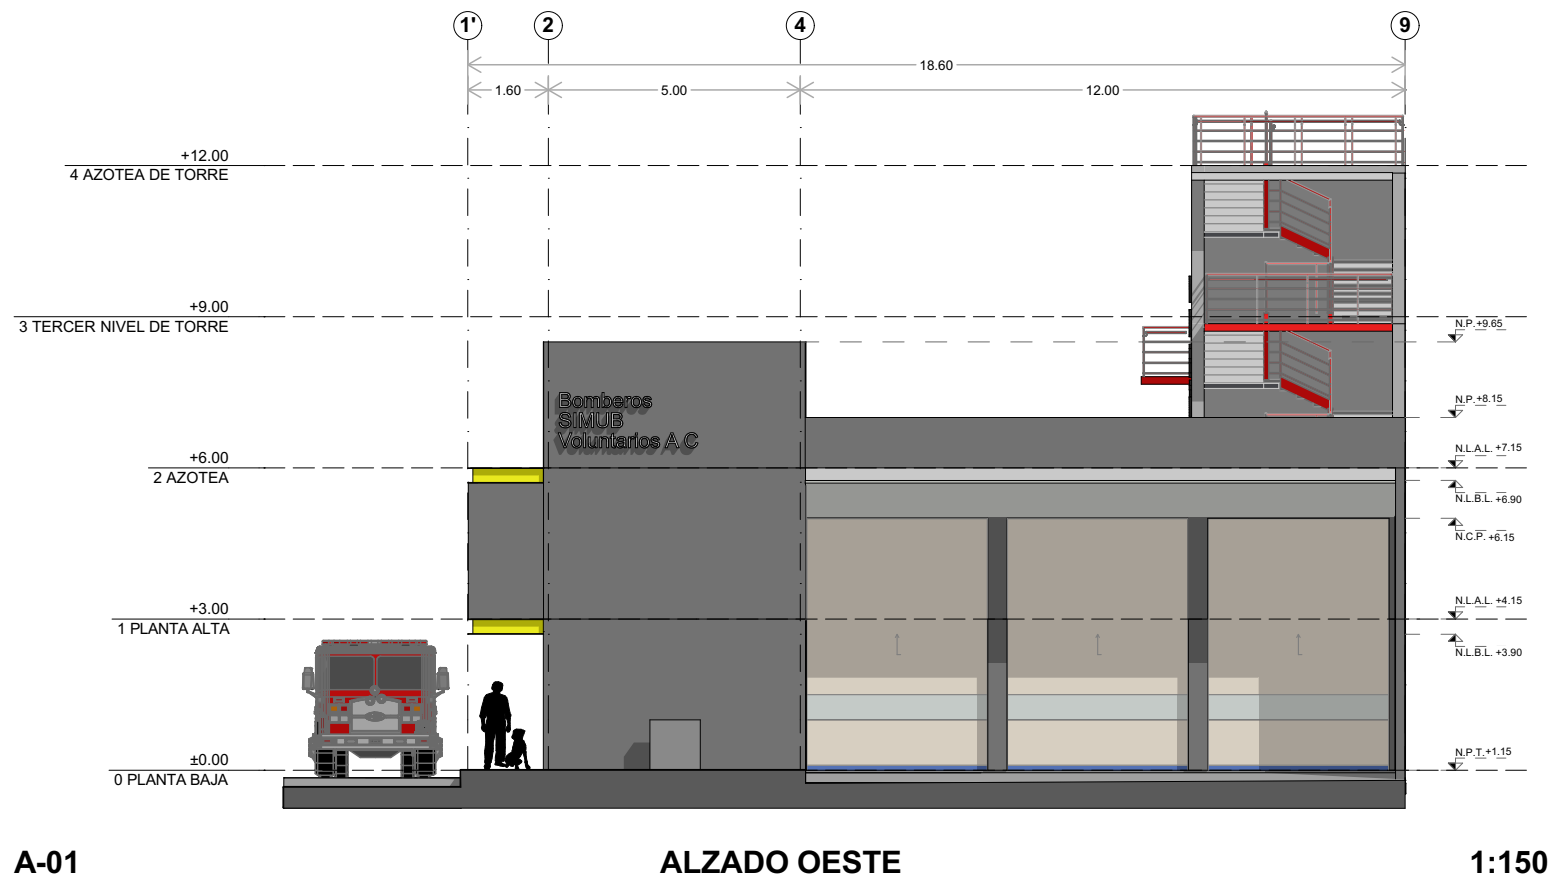 1' 2 4 9
18.60
1.60 5.00 12.00
+12.00
4 AZOTEA DE TORRE
+9.00
3 TERCER NIVEL DE TORRE
N.P.+9.65
Bomberos
SIMUB
Voluntarios A.C
N.P.+8.15
+6.00
2 AZOTEA
N.L.A.L. +7.15
N.L.B.L. +6.90
N.C.P. +6.15
+3.00
1 PLANTA ALTA
N.L.A.L. +4.15
N.L.B.L. +3.90
±0.00
0 PLANTA BAJA
N.P.T.+1.15
A-01 ALZADO OESTE 1:150